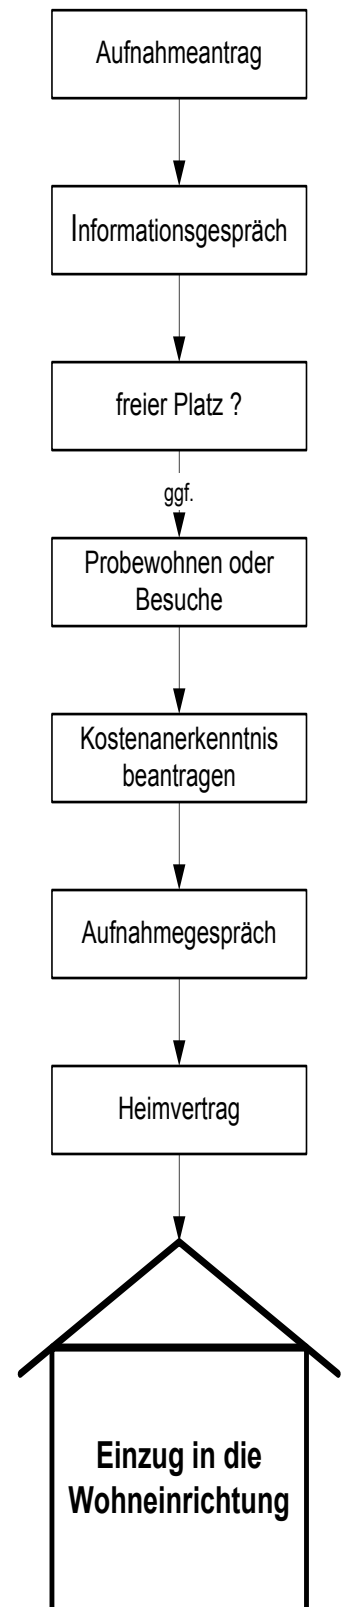 Aufnahmeantrag
Informationsgespräch
freier Platz ?
ggf.
Probewohnen oder
Besuche
Kostenanerkenntnis
beantragen
Aufnahmegespräch
Heimvertrag
Einzug in die
Wohneinrichtung